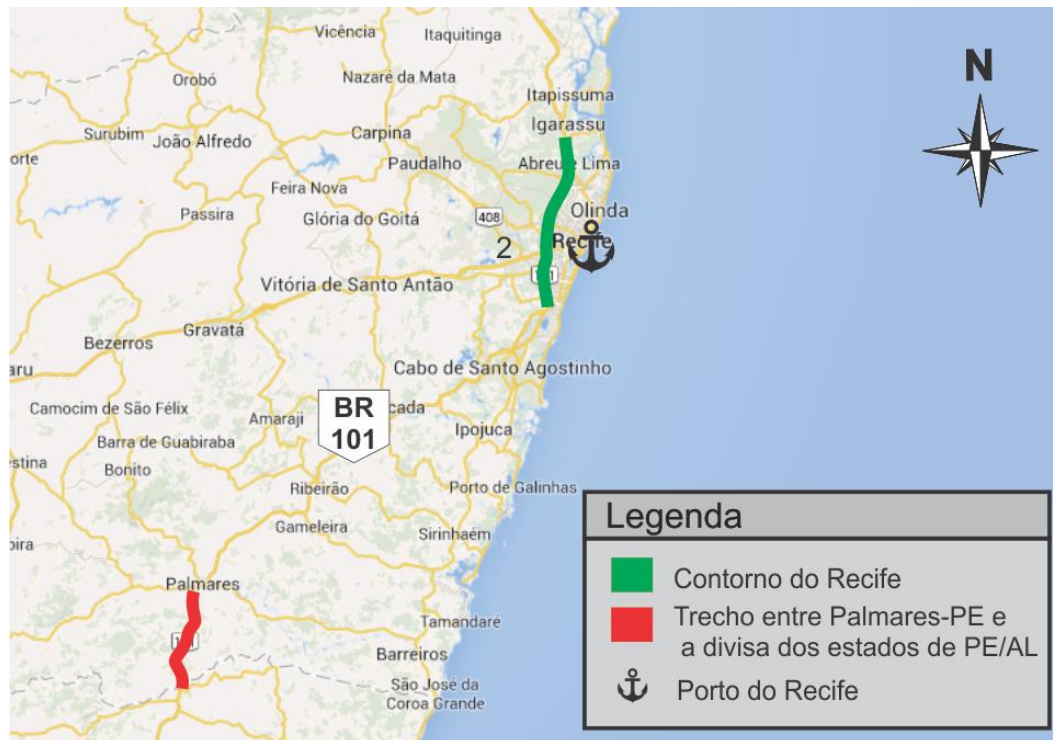 Vicência
Itaquitinga
N
Orobó
Nazaré da Mata
Itapissuma
Igarassu
Surubim
João Alfredo
Carpina
orte
Paudalho
Abreu e Lima
Feira Nova
Passira
Glória do Goitá
408
Olinda
2
Recife
101
Vitória de Santo Antão
Gravatá
Bezerros
aru
Cabo de Santo Agostinho
Camocim de São Félix
BR
101
cada
Amaraji
Ipojuca
Barra de Guabiraba
estina
Bonito
Ribeirão
Porto de Galinhas
Gameleira
Sirinhaém
pira
Palmares
Tamandaré
Barreiros
São José da
Coroa Grande
Legenda
Contorno do Recife
Trecho entre Palmares-PE e
a divisa dos estados de PE/AL
Porto do Recife